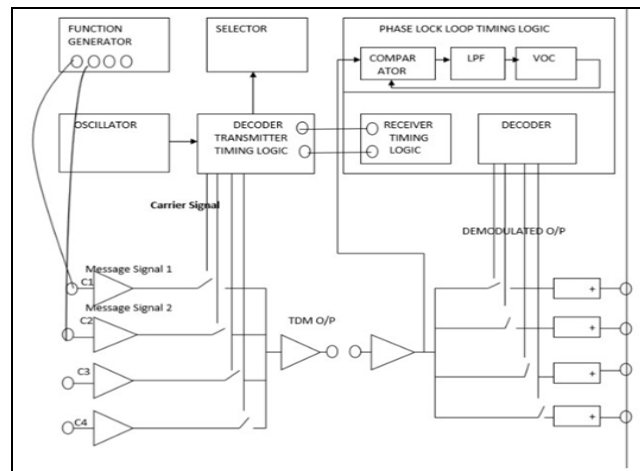 FUNCTION
GENERATOR
SELECTOR
PHASE LOCK LOOP TIMING LOGIC
COMPAR
ATOR
LPF
VOC
OSCILLATOR
DECODER
TRANSMITTER
TIMING LOGIC
RECEIVER
TIMING
LOGIC
DECODER
Carrier Signal
DEMODULATED O/P
Message Signal 1
C1
Message Signal 2
C2
TDM O/P
C3
C4
+
+
+
+